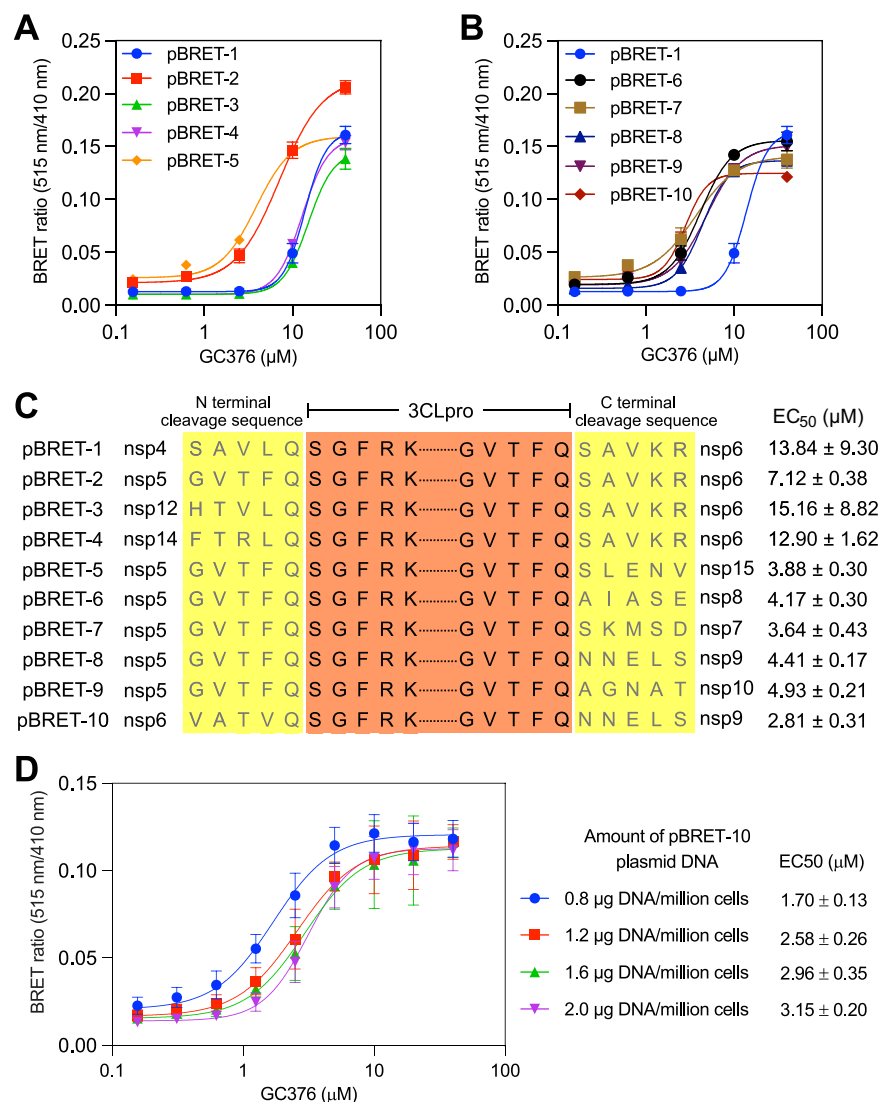 A
BRET ratio (515 nm/410 nm)
0.25
0.20
0.15
0.10
0.05
0.00
0.1
1
10
100
GC376 (μM)
pBRET-1
pBRET-2
pBRET-3
pBRET-4
pBRET-5
B
BRET ratio (515 nm/410 nm)
0.25
0.20
0.15
0.10
0.05
0.00
0.1
1
10
100
GC376 (μM)
pBRET-1
pBRET-6
pBRET-7
pBRET-8
pBRET-9
pBRET-10
C
N terminal
cleavage sequence
3CLpro
C terminal
cleavage sequence
EC50 (μM)
pBRET-1 nsp4 S A V L Q S G F R K·········G V T F Q S A V K R nsp6 13.84 ± 9.30
pBRET-2 nsp5 G V T F Q S G F R K·········G V T F Q S A V K R nsp6 7.12 ± 0.38
pBRET-3 nsp12 H T V L Q S G F R K·········G V T F Q S A V K R nsp6 15.16 ± 8.82
pBRET-4 nsp14 F T R L Q S G F R K·········G V T F Q S A V K R nsp6 12.90 ± 1.62
pBRET-5 nsp5 G V T F Q S G F R K·········G V T F Q S L E N V nsp15 3.88 ± 0.30
pBRET-6 nsp5 G V T F Q S G F R K·········G V T F Q A I A S E nsp8 4.17 ± 0.30
pBRET-7 nsp5 G V T F Q S G F R K·········G V T F Q S K M S D nsp7 3.64 ± 0.43
pBRET-8 nsp5 G V T F Q S G F R K·········G V T F Q N N E L S nsp9 4.41 ± 0.17
pBRET-9 nsp5 G V T F Q S G F R K·········G V T F Q A G N A T nsp10 4.93 ± 0.21
pBRET-10 nsp6 V A T V Q S G F R K·········G V T F Q N N E L S nsp9 2.81 ± 0.31
D
BRET ratio (515 nm/410 nm)
0.15
0.10
0.05
0.00
0.1
1
10
100
GC376 (μM)
Amount of pBRET-10
plasmid DNA
EC50 (μM)
0.8 μg DNA/million cells 1.70 ± 0.13
1.2 μg DNA/million cells 2.58 ± 0.26
1.6 μg DNA/million cells 2.96 ± 0.35
2.0 μg DNA/million cells 3.15 ± 0.20